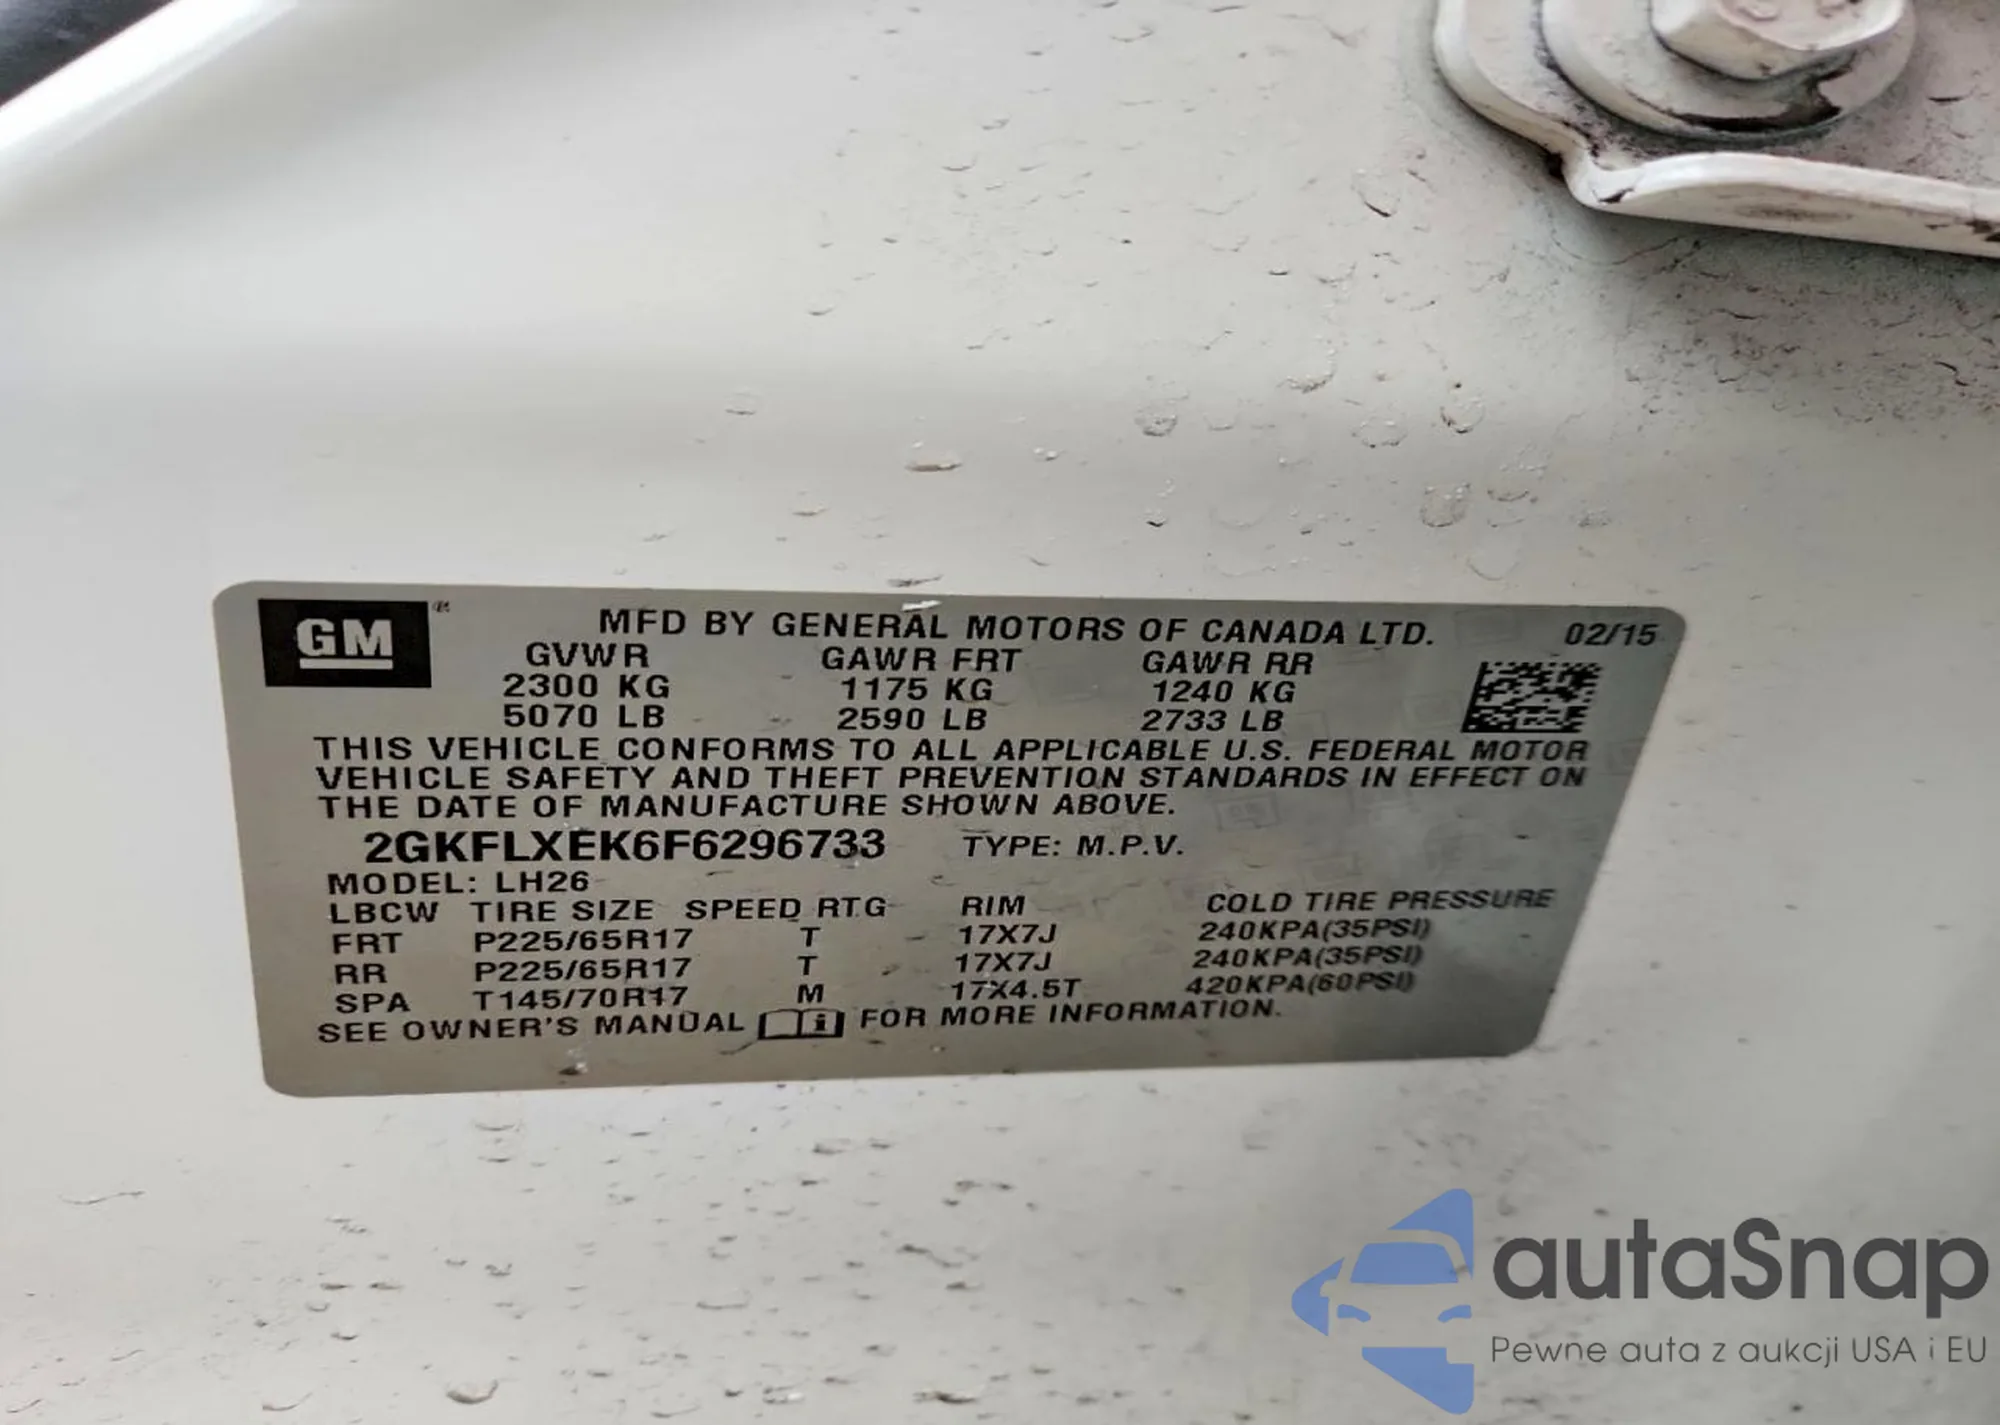 GM ® MFD BY GENERAL MOTORS OF CANADA LTD. 02/15
GVWR GAWR FRT GAWR RR
2300 KG 1175 KG 1240 KG
5070 LB 2590 LB 2733 LB
THIS VEHICLE CONFORMS TO ALL APPLICABLE U.S. FEDERAL MOTOR
VEHICLE SAFETY AND THEFT PREVENTION STANDARDS IN EFFECT ON
THE DATE OF MANUFACTURE SHOWN ABOVE.
2GKFLXEK6F6296733 TYPE: M.P.V.
MODEL: LH26
LBCW TIRE SIZE SPEED RTG RIM COLD TIRE PRESSURE
FRT P225/65R17 T 17X7J 240KPA(35PSI)
RR P225/65R17 T 17X7J 240KPA(35PSI)
SPA T145/70R17 M 17X4.5T 420KPA(60PSI)
SEE OWNER'S MANUAL i FOR MORE INFORMATION.
autaSnap
Pewne auta z aukcji USA i EU